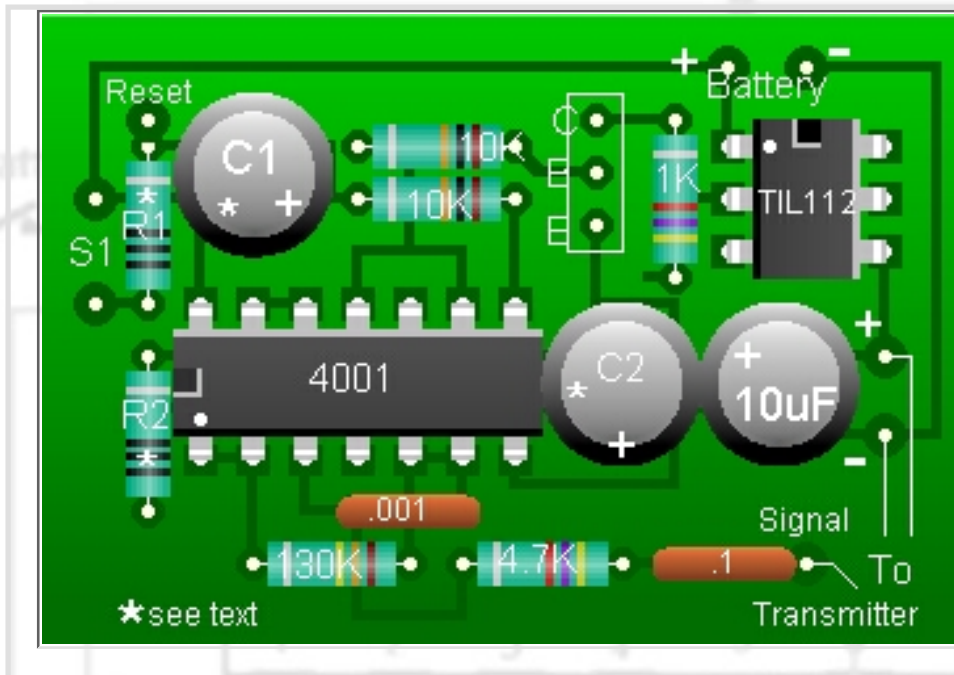 +
-
Battery
Reset
C
C1
*
+
10K
B
1K
TIL112
*
R1
10K
E
S1
+
4001
C2
*
+
+
10uF
R2
*
-
.001
Signal
130K
4.7K
.1
To
*see text
Transmitter